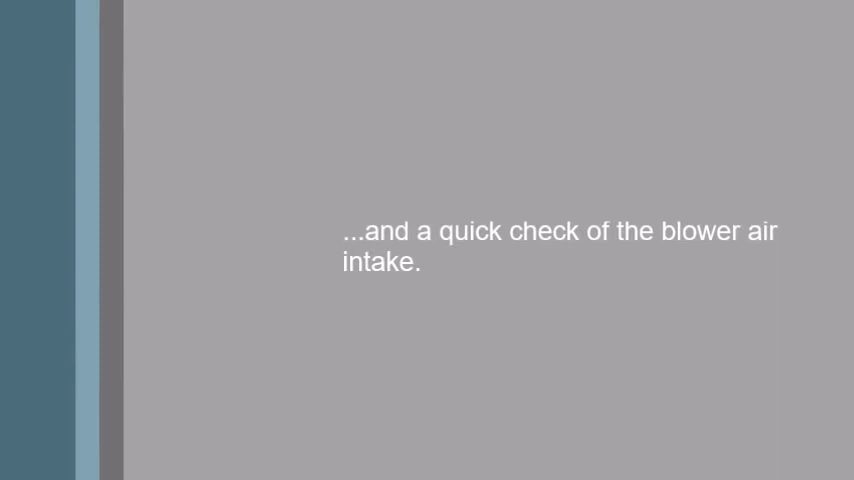 ...and a quick check of the blower air
intake.